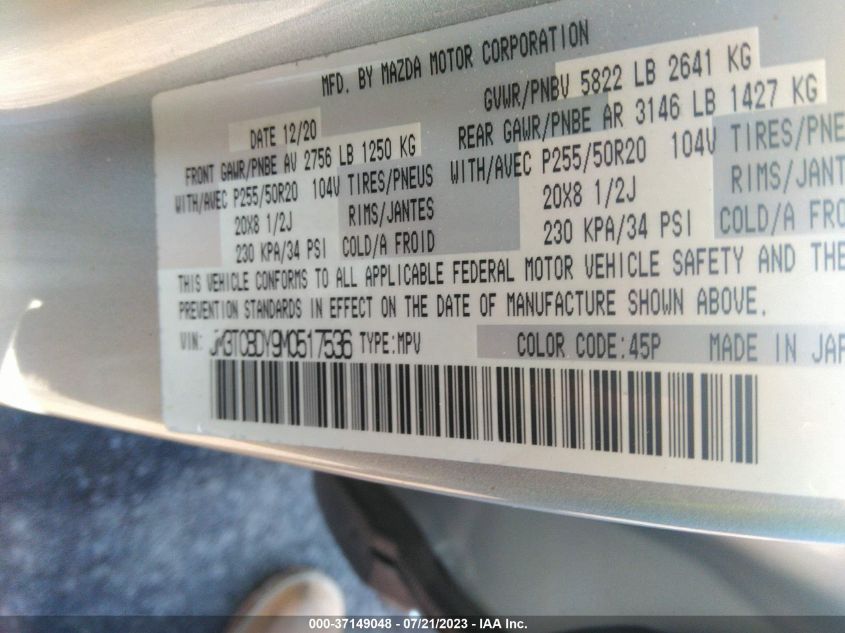 MFD. BY MAZDA MOTOR CORPORATION
DATE 12/20 GVWR/PNBV 5822 LB 2641 KG
FRONT GAWR/PNBE AV 2756 LB 1250 KG REAR GAWR/PNBE AR 3146 LB 1427 KG
WITH/AVEC P255/50R20 104V TIRES/PNEUS WITH/AVEC P255/50R20 104V TIRES/PNE
20X8 1/2J RIMS/JANTES 20X8 1/2J RIMS/JANT
230 KPA/34 PSI COLD/A FROID 230 KPA/34 PSI COLD/A FRO
THIS VEHICLE CONFORMS TO ALL APPLICABLE FEDERAL MOTOR VEHICLE SAFETY AND THE
PREVENTION STANDARDS IN EFFECT ON THE DATE OF MANUFACTURE SHOWN ABOVE.
VIN: JM3TCBDY9M0517536 TYPE:MPV COLOR CODE:45P MADE IN JAP
000-37149048 - 07/21/2023 - IAA Inc.